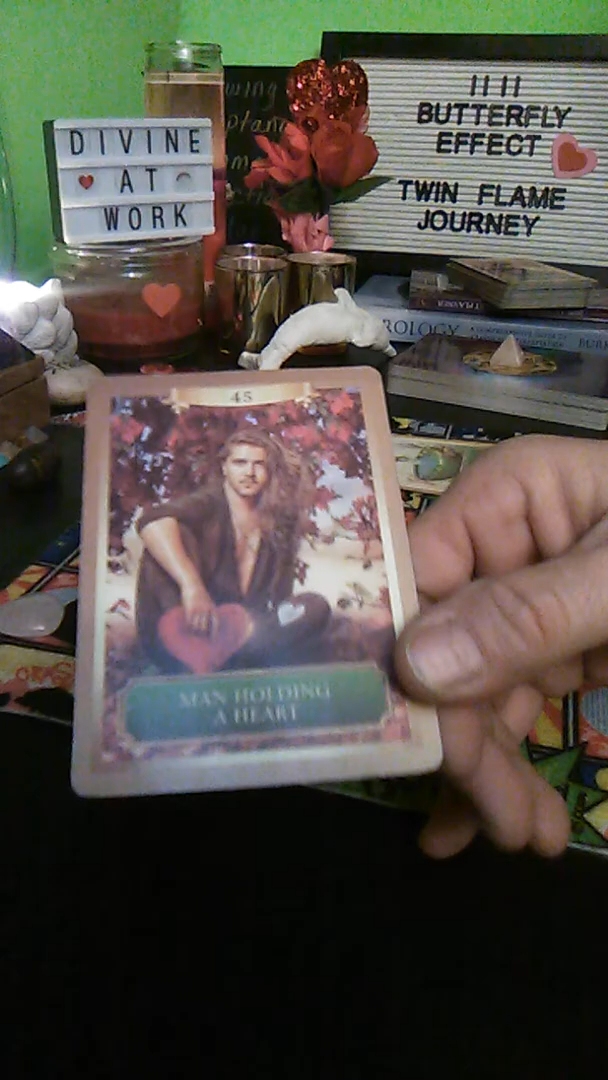 DIVINE
AT
WORK
11 11
BUTTERFLY
EFFECT
TWIN FLAME
JOURNEY
45
MAN HOLDING
A HEART